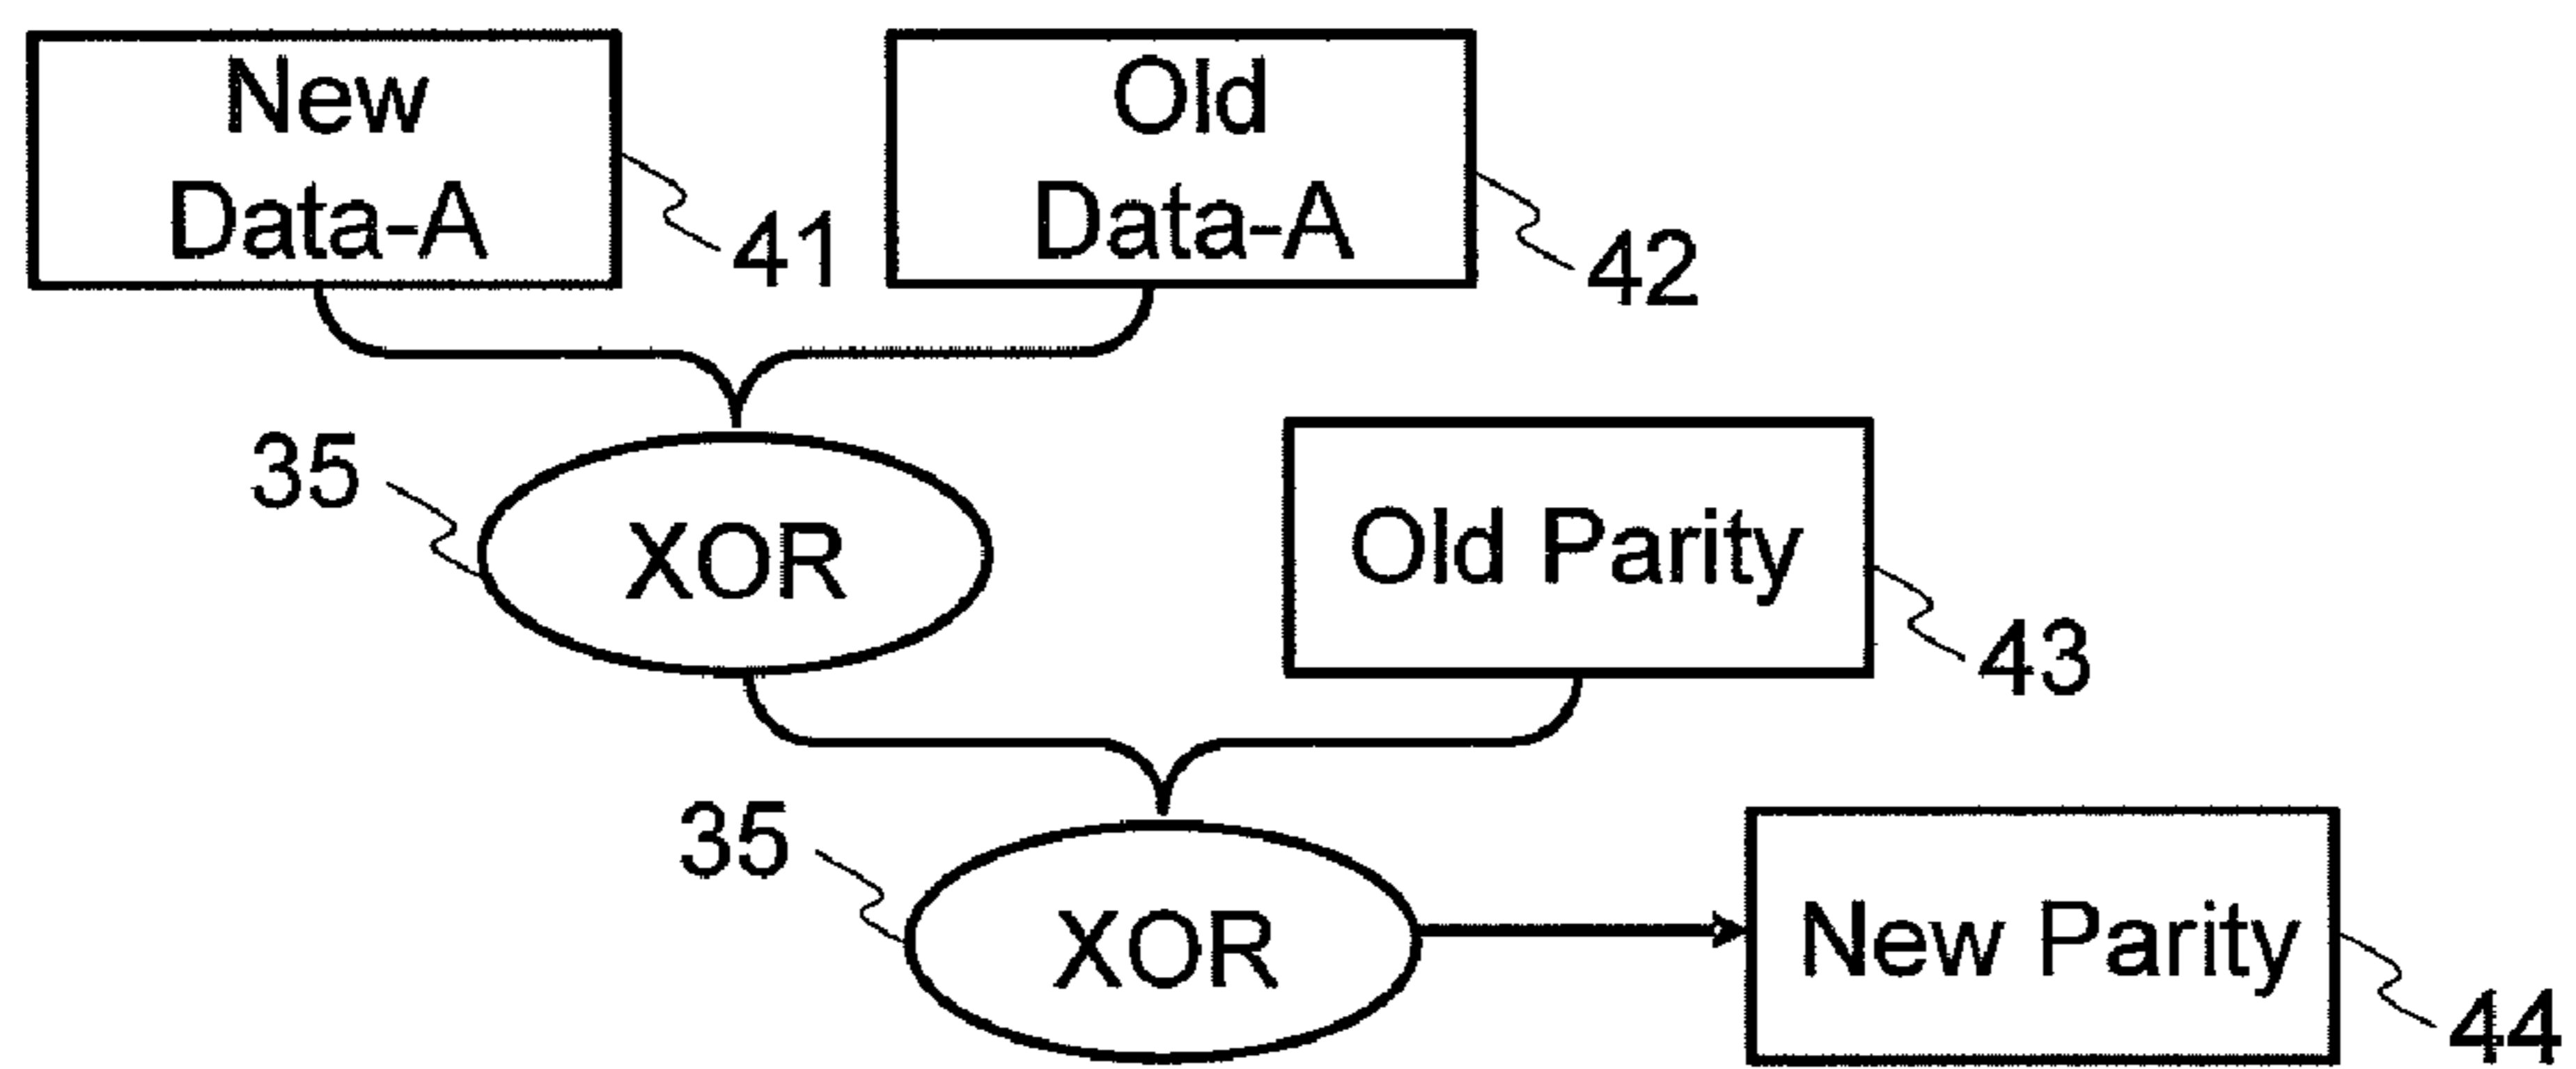 New
Data-A
41
Old
Data-A
42
35
XOR
Old Parity
43
35
XOR
New Parity
44